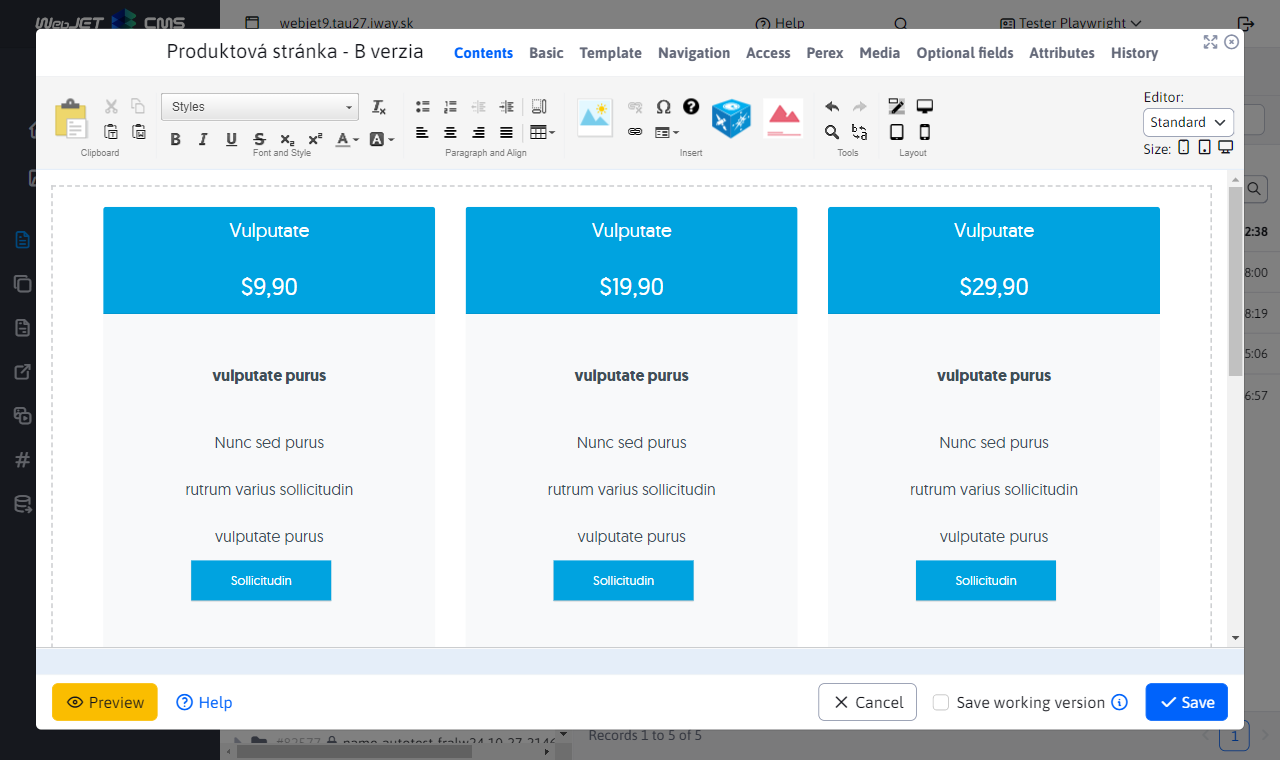 WebJET CMS
webjet9.tau27.iway.sk
Help
Tester Playwright
Produktová stránka - B verzia
Contents
Basic
Template
Navigation
Access
Perex
Media
Optional fields
Attributes
History
Styles
Clipboard
Font and Style
Paragraph and Align
Insert
Tools
Layout
Editor:
Standard
Size:
Vulputate
Vulputate
Vulputate
$9,90
$19,90
$29,90
vulputate purus
vulputate purus
vulputate purus
Nunc sed purus
Nunc sed purus
Nunc sed purus
rutrum varius sollicitudin
rutrum varius sollicitudin
rutrum varius sollicitudin
vulputate purus
vulputate purus
vulputate purus
Sollicitudin
Sollicitudin
Sollicitudin
2:38
8:00
8:19
5:06
6:57
Preview
Help
Cancel
Save working version
Save
Records 1 to 5 of 5
1